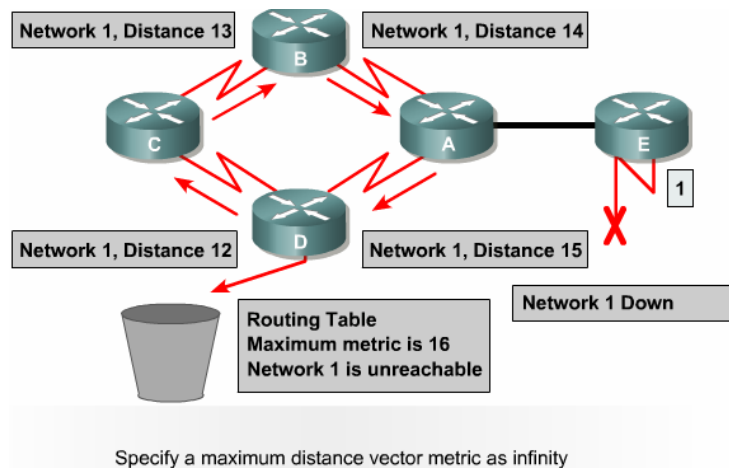 Network 1, Distance 13
Network 1, Distance 14
B
C
A
E
1
D
Network 1, Distance 12
Network 1, Distance 15
Network 1 Down
Routing Table
Maximum metric is 16
Network 1 is unreachable
Specify a maximum distance vector metric as infinity